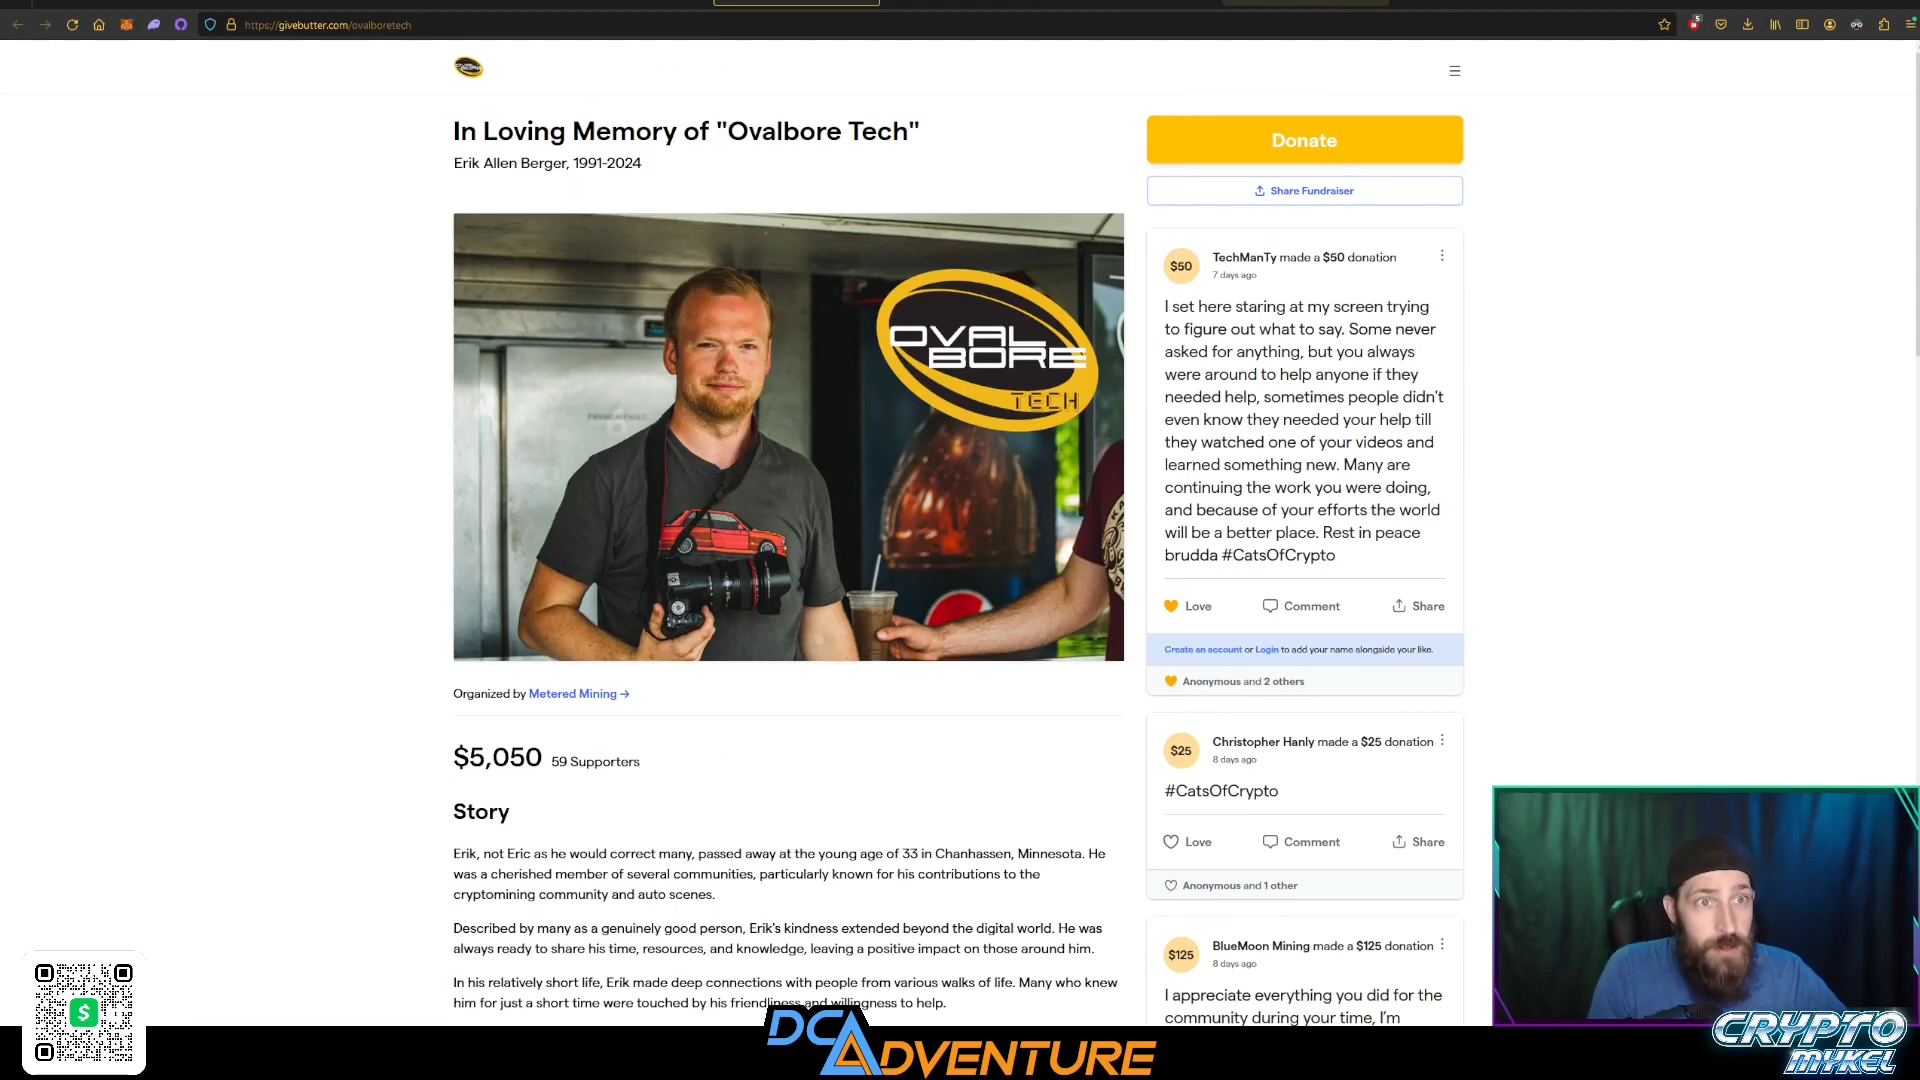 https://givebutter.com/ovalboretech
5
OVAL BORE
In Loving Memory of "Ovalbore Tech"
Erik Allen Berger, 1991-2024
OVAL
BORE
TECH
Organized by Metered Mining →
$5,050 59 Supporters
Story
Erik, not Eric as he would correct many, passed away at the young age of 33 in Chanhassen, Minnesota. He
was a cherished member of several communities, particularly known for his contributions to the
cryptomining community and auto scenes.
Described by many as a genuinely good person, Erik's kindness extended beyond the digital world. He was
always ready to share his time, resources, and knowledge, leaving a positive impact on those around him.
In his relatively short life, Erik made deep connections with people from various walks of life. Many who knew
him for just a short time were touched by his friendliness and willingness to help.
Donate
Share Fundraiser
$50
TechManTy made a $50 donation
7 days ago
I set here staring at my screen trying
to figure out what to say. Some never
asked for anything, but you always
were around to help anyone if they
needed help, sometimes people didn't
even know they needed your help till
they watched one of your videos and
learned something new. Many are
continuing the work you were doing,
and because of your efforts the world
will be a better place. Rest in peace
brudda #CatsOfCrypto
Love Comment Share
Create an account or Login to add your name alongside your like.
Anonymous and 2 others
$25
Christopher Hanly made a $25 donation
8 days ago
#CatsOfCrypto
Love Comment Share
Anonymous and 1 other
$125
BlueMoon Mining made a $125 donation
8 days ago
I appreciate everything you did for the
community during your time, I'm
$
DCADVENTURE
CRYPTO
MYKEL